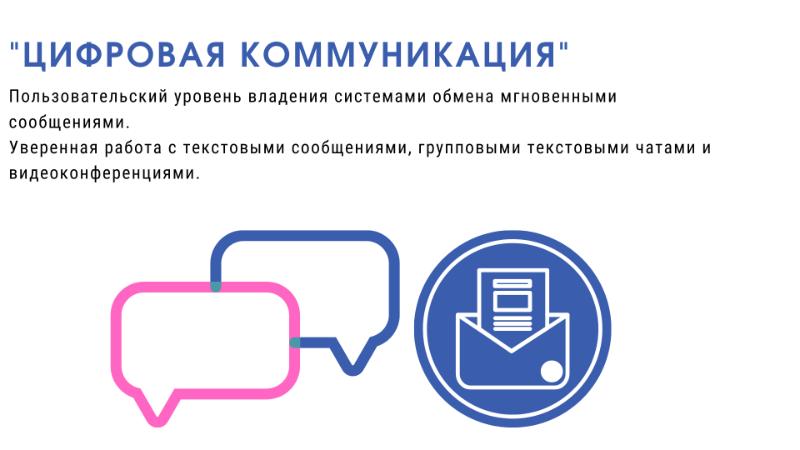 "ЦИФРОВАЯ КОММУНИКАЦИЯ"
Пользовательский уровень владения системами обмена мгновенными
сообщениями.
Уверенная работа с текстовыми сообщениями, групповыми текстовыми чатами и
видеоконференциями.